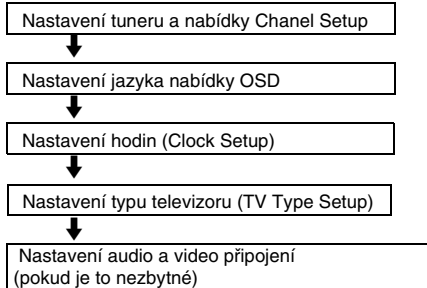 Nastavení tuneru a nabídky Chanel Setup
Nastavení jazyka nabídky OSD
Nastavení hodin (Clock Setup)
Nastavení typu televizoru (TV Type Setup)
Nastavení audio a video připojení
(pokud je to nezbytné)